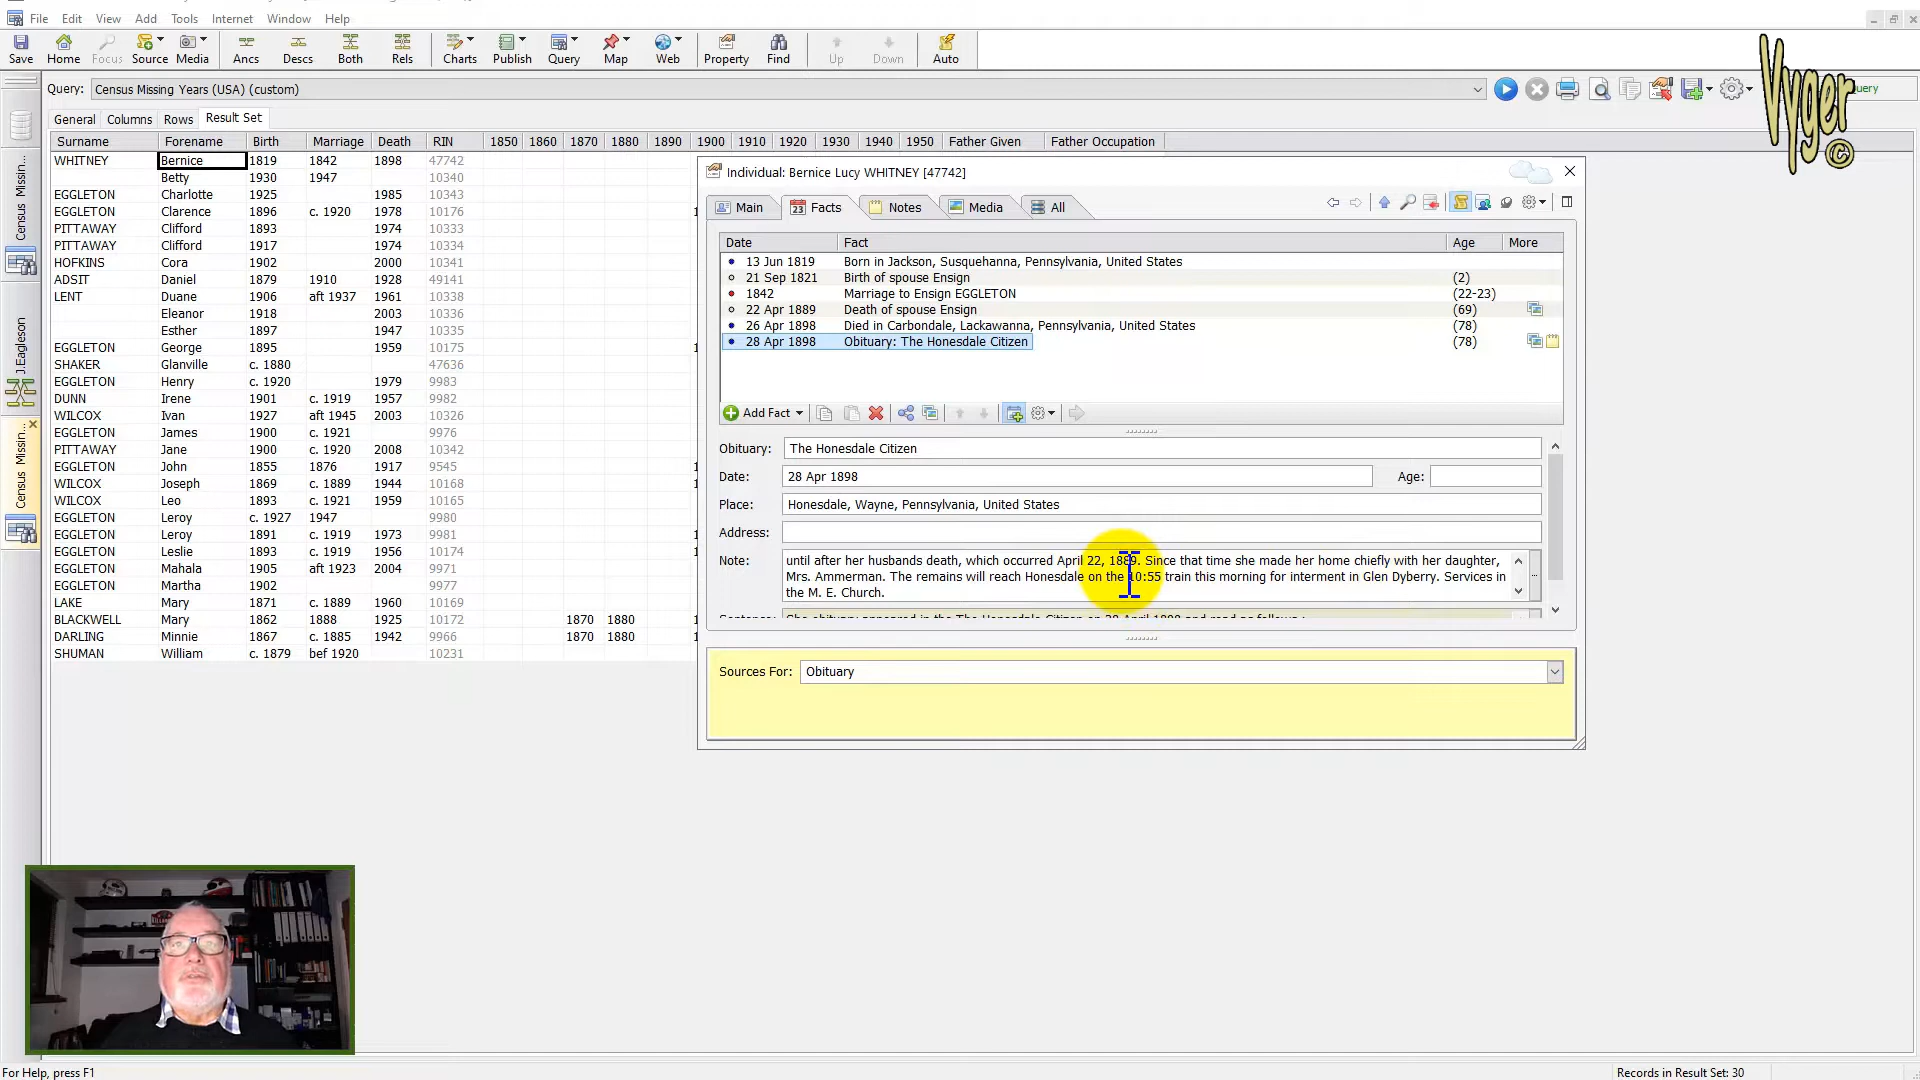 File Edit View Add Tools Internet Window Help
Save Home Focus Source Media Ancs Descs Both Rels Charts Publish Query Map Web Property Find Up Down Auto
Query: Census Missing Years (USA) (custom)
Vyger ©
General Columns Rows Result Set
Surname Forename Birth Marriage Death RIN 1850 1860 1870 1880 1890 1900 1910 1920 1930 1940 1950 Father Given Father Occupation
WHITNEY Bernice 1819 1842 1898 47742
Betty 1930 1947 10340
EGGLETON Charlotte 1925 1985 10343
EGGLETON Clarence 1896 c. 1920 1978 10176
PITTAWAY Clifford 1893 1974 10333
PITTAWAY Clifford 1917 1974 10334
HOFKINS Cora 1902 2000 10341
ADSIT Daniel 1879 1910 1928 49141
LENT Duane 1906 aft 1937 1961 10338
Eleanor 1918 2003 10336
Esther 1897 1947 10335
EGGLETON George 1895 1959 10175
SHAKER Glanville c. 1880 47636
EGGLETON Henry c. 1920 1979 9983
DUNN Irene 1901 c. 1919 1957 9982
WILCOX Ivan 1927 aft 1945 2003 10326
EGGLETON James 1900 c. 1921 9976
PITTAWAY Jane 1900 c. 1920 2008 10342
EGGLETON John 1855 1876 1917 9545
WILCOX Joseph 1869 c. 1889 1944 10168
WILCOX Leo 1893 c. 1921 1959 10165
EGGLETON Leroy c. 1927 1947 9980
EGGLETON Leroy 1891 c. 1919 1973 9981
EGGLETON Leslie 1893 c. 1919 1956 10174
EGGLETON Mahala 1905 aft 1923 2004 9971
EGGLETON Martha 1902 9977
LAKE Mary 1871 c. 1889 1960 10169
BLACKWELL Mary 1862 1888 1925 10172 1870 1880
DARLING Minnie 1867 c. 1885 1942 9966 1870 1880
SHUMAN William c. 1879 bef 1920 10231
Census Missin...
J.Eagleson
Census Missin...
Individual: Bernice Lucy WHITNEY [47742]
Main Facts Notes Media All
Date Fact Age More
13 Jun 1819 Born in Jackson, Susquehanna, Pennsylvania, United States
21 Sep 1821 Birth of spouse Ensign (2)
1842 Marriage to Ensign EGGLETON (22-23)
22 Apr 1889 Death of spouse Ensign (69)
26 Apr 1898 Died in Carbondale, Lackawanna, Pennsylvania, United States (78)
28 Apr 1898 Obituary: The Honesdale Citizen (78)
Add Fact
Obituary: The Honesdale Citizen
Date: 28 Apr 1898 Age:
Place: Honesdale, Wayne, Pennsylvania, United States
Address:
Note: until after her husbands death, which occurred April 22, 1889. Since that time she made her home chiefly with her daughter,
Mrs. Ammerman. The remains will reach Honesdale on the 10:55 train this morning for interment in Glen Dyberry. Services in
the M. E. Church.
Sources For: Obituary
For Help, press F1
Records in Result Set: 30